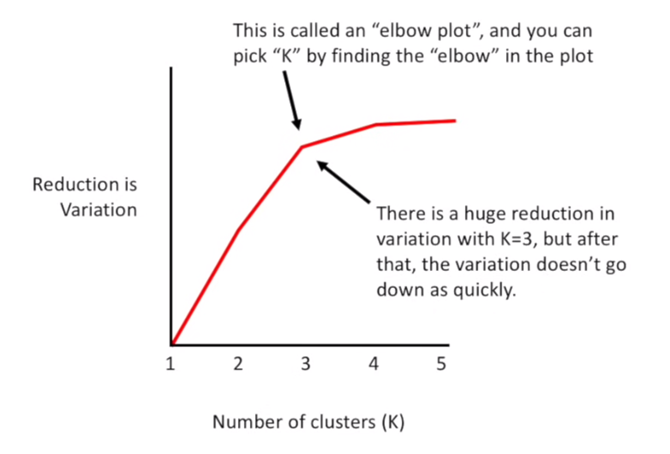 This is called an “elbow plot”, and you can
pick “K” by finding the “elbow” in the plot
Reduction is
Variation
There is a huge reduction in
variation with K=3, but after
that, the variation doesn’t go
down as quickly.
1 2 3 4 5
Number of clusters (K)